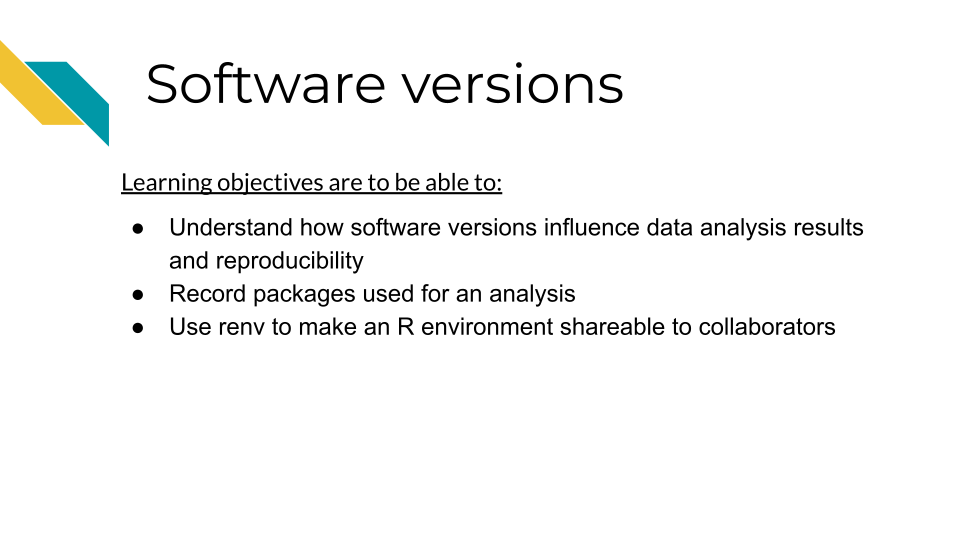 Software versions
Learning objectives are to be able to:
● Understand how software versions influence data analysis results
and reproducibility
● Record packages used for an analysis
● Use renv to make an R environment shareable to collaborators